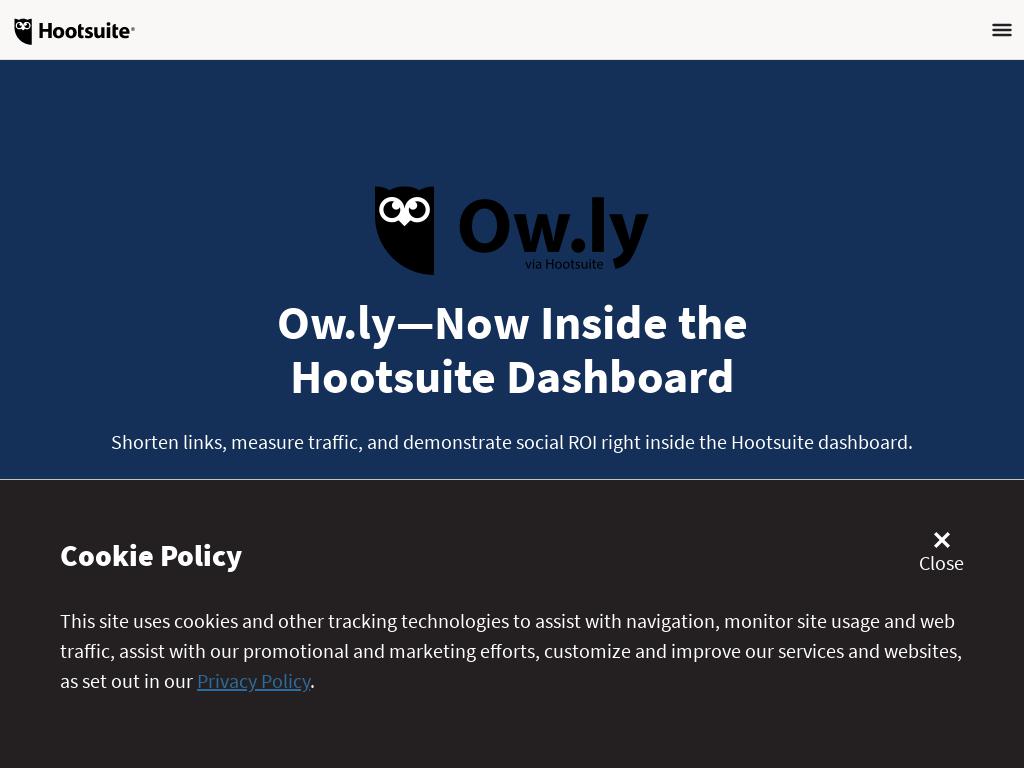 Hootsuite®
Ow.ly
via Hootsuite
Ow.ly—Now Inside the
Hootsuite Dashboard
Shorten links, measure traffic, and demonstrate social ROI right inside the Hootsuite dashboard.
Cookie Policy
Close
This site uses cookies and other tracking technologies to assist with navigation, monitor site usage and web
traffic, assist with our promotional and marketing efforts, customize and improve our services and websites,
as set out in our Privacy Policy.